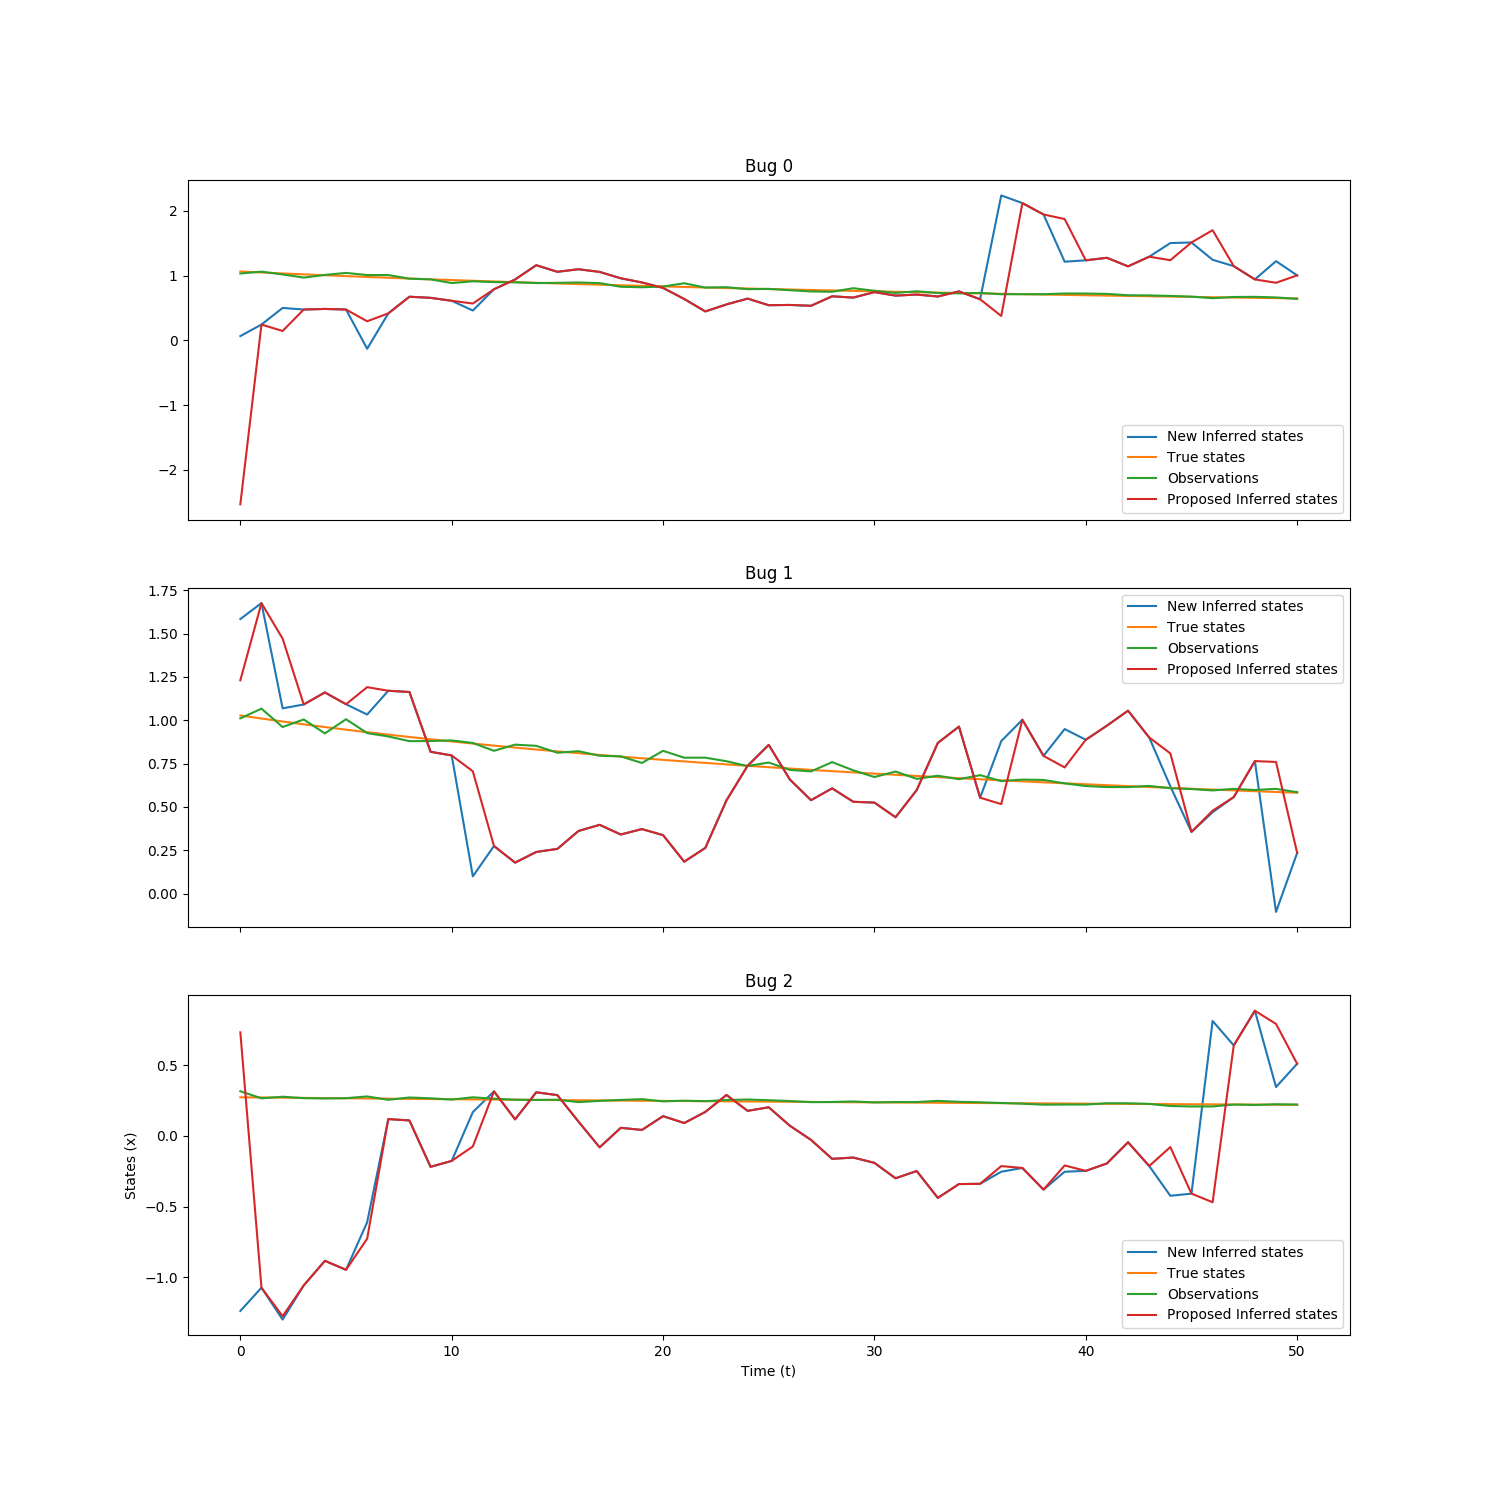 Bug 0
2
1
0
−1
−2
New Inferred states
True states
Observations
Proposed Inferred states
Bug 1
1.75
1.50
1.25
1.00
0.75
0.50
0.25
0.00
New Inferred states
True states
Observations
Proposed Inferred states
Bug 2
States (x)
0.5
0.0
−0.5
−1.0
New Inferred states
True states
Observations
Proposed Inferred states
0 10 20 30 40 50
Time (t)